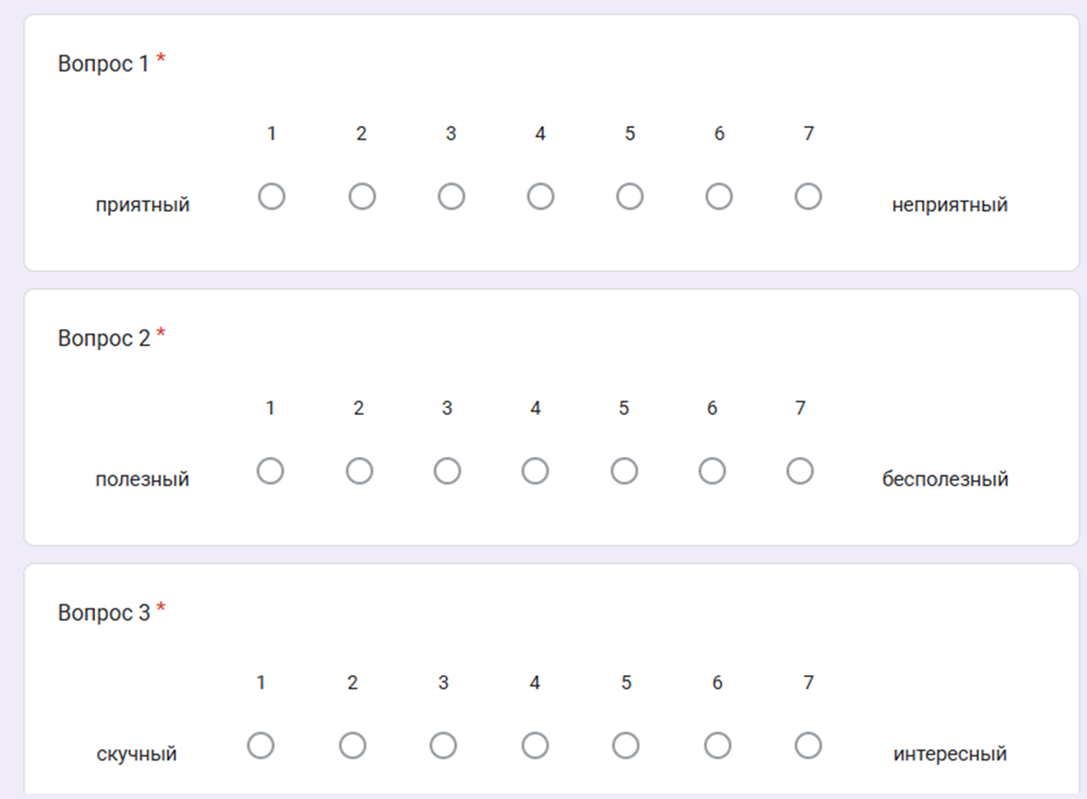 Вопрос 1 *
1 2 3 4 5 6 7
приятный неприятный
Вопрос 2 *
1 2 3 4 5 6 7
полезный бесполезный
Вопрос 3 *
1 2 3 4 5 6 7
скучный интересный